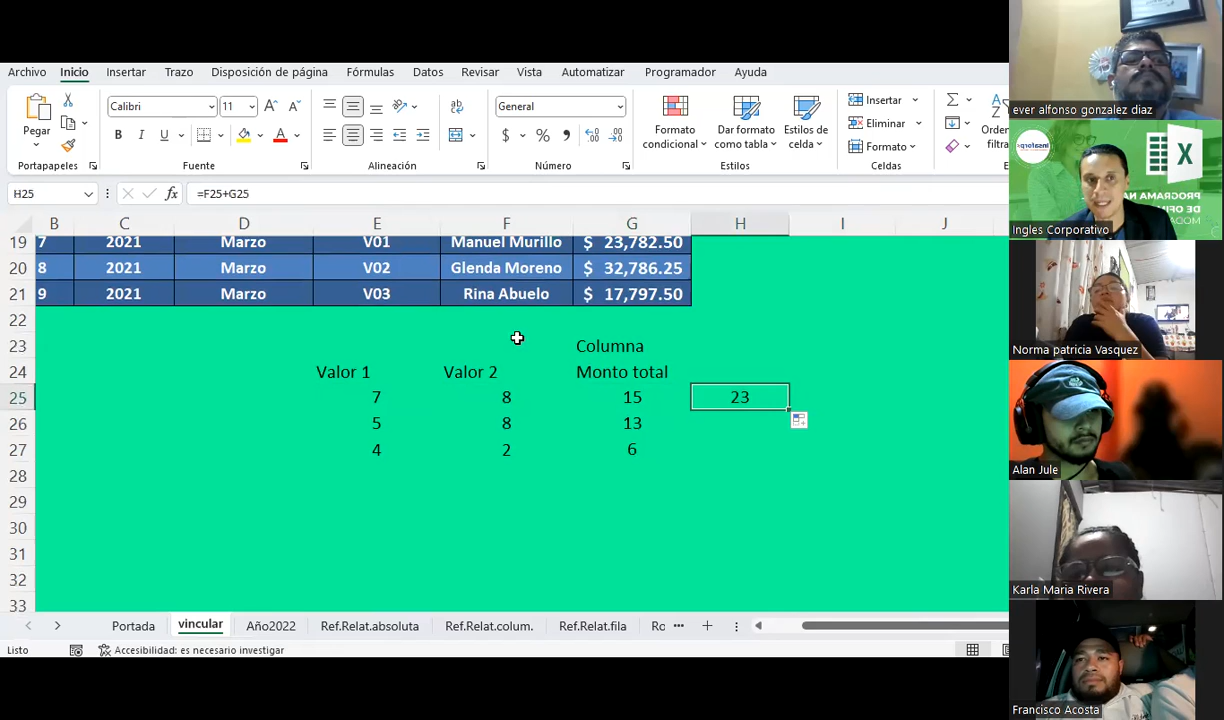 Archivo Inicio Insertar Trazo Disposición de página Fórmulas Datos Revisar Vista Automatizar Programador Ayuda
Calibri 11 General Insertar
Pegar Eliminar
N K S $ % Formato
Formato condicional Dar formato como tabla Estilos de celda
Portapapeles Fuente Alineación Número Estilos Celdas
H25 =F25+G25
B C D E F G H I J
19 7 2021 Marzo V01 Manuel Murillo $ 23,782.50
20 8 2021 Marzo V02 Glenda Moreno $ 32,786.25
21 9 2021 Marzo V03 Rina Abuelo $ 17,797.50
22
23 Columna
24 Valor 1 Valor 2 Monto total
25 7 8 15 23
26 5 8 13
27 4 2 6
28
29
30
31
32
33
Portada vincular Año2022 Ref.Relat.absoluta Ref.Relat.colum. Ref.Relat.fila Ro
Listo Accesibilidad: es necesario investigar
ever alfonso gonzalez diaz
Ingles Corporativo
Norma patricia Vasquez
Alan Jule
Karla Maria Rivera
Francisco Acosta